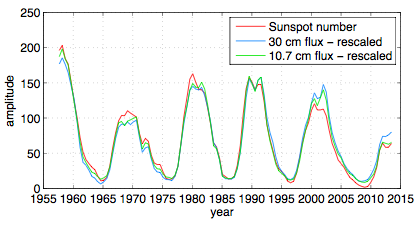 250
200
150
100
50
0
amplitude
Sunspot number
30 cm flux − rescaled
10.7 cm flux − rescaled
1955 1960 1965 1970 1975 1980 1985 1990 1995 2000 2005 2010 2015
year